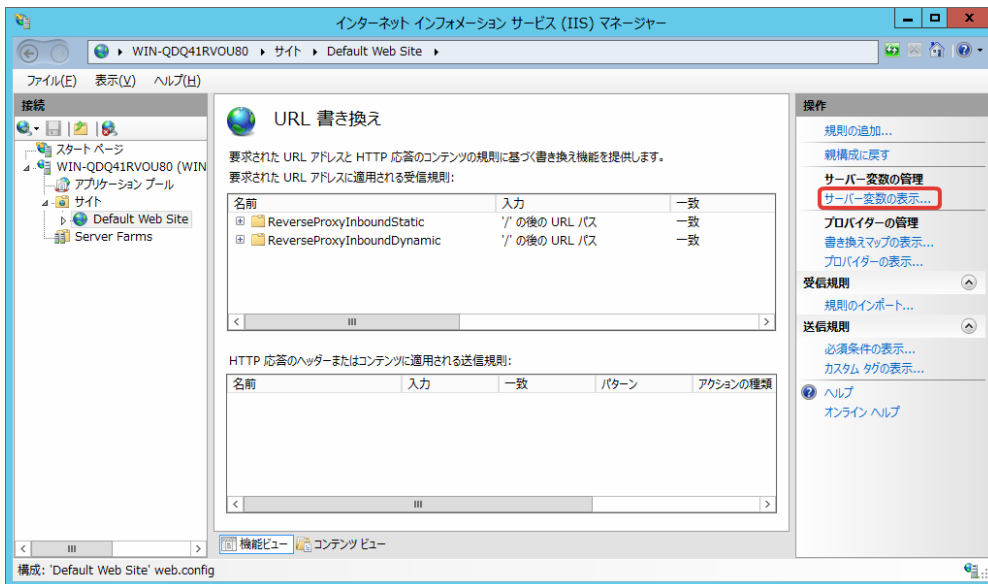 インターネット インフォメーション サービス (IIS) マネージャー
WIN-QDQ41RVOU80 サイト Default Web Site
ファイル(F) 表示(V) ヘルプ(H)
接続
スタート ページ
WIN-QDQ41RVOU80 (WIN
アプリケーション プール
サイト
Default Web Site
Server Farms
URL 書き換え
要求された URL アドレスと HTTP 応答のコンテンツの規則に基づく書き換え機能を提供します。
要求された URL アドレスに適用される受信規則:
名前 入力 一致
ReverseProxyInboundStatic '/' の後の URL パス 一致
ReverseProxyInboundDynamic '/' の後の URL パス 一致
HTTP 応答のヘッダーまたはコンテンツに適用される送信規則:
名前 入力 一致 パターン アクションの種類
機能ビュー コンテンツ ビュー
操作
規則の追加...
親構成に戻す
サーバー変数の管理
サーバー変数の表示...
プロバイダーの管理
書き換えマップの表示...
プロバイダーの表示...
受信規則
規則のインポート...
送信規則
必須条件の表示...
カスタム タグの表示...
ヘルプ
オンライン ヘルプ
構成: 'Default Web Site' web.config